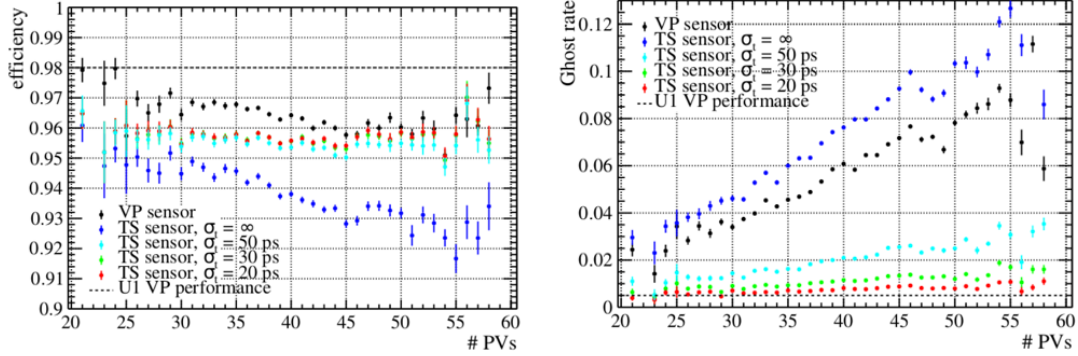 efficiency
1
0.99
0.98
0.97
0.96
0.95
0.94
0.93
0.92
0.91
0.9
VP sensor
TS sensor, σt = ∞
TS sensor, σt = 50 ps
TS sensor, σt = 30 ps
TS sensor, σt = 20 ps
U1 VP performance
20 25 30 35 40 45 50 55 60
# PVs
Ghost rate
0.12
0.1
0.08
0.06
0.04
0.02
0
VP sensor
TS sensor, σt = ∞
TS sensor, σt = 50 ps
TS sensor, σt = 30 ps
TS sensor, σt = 20 ps
U1 VP performance
20 25 30 35 40 45 50 55 60
# PVs